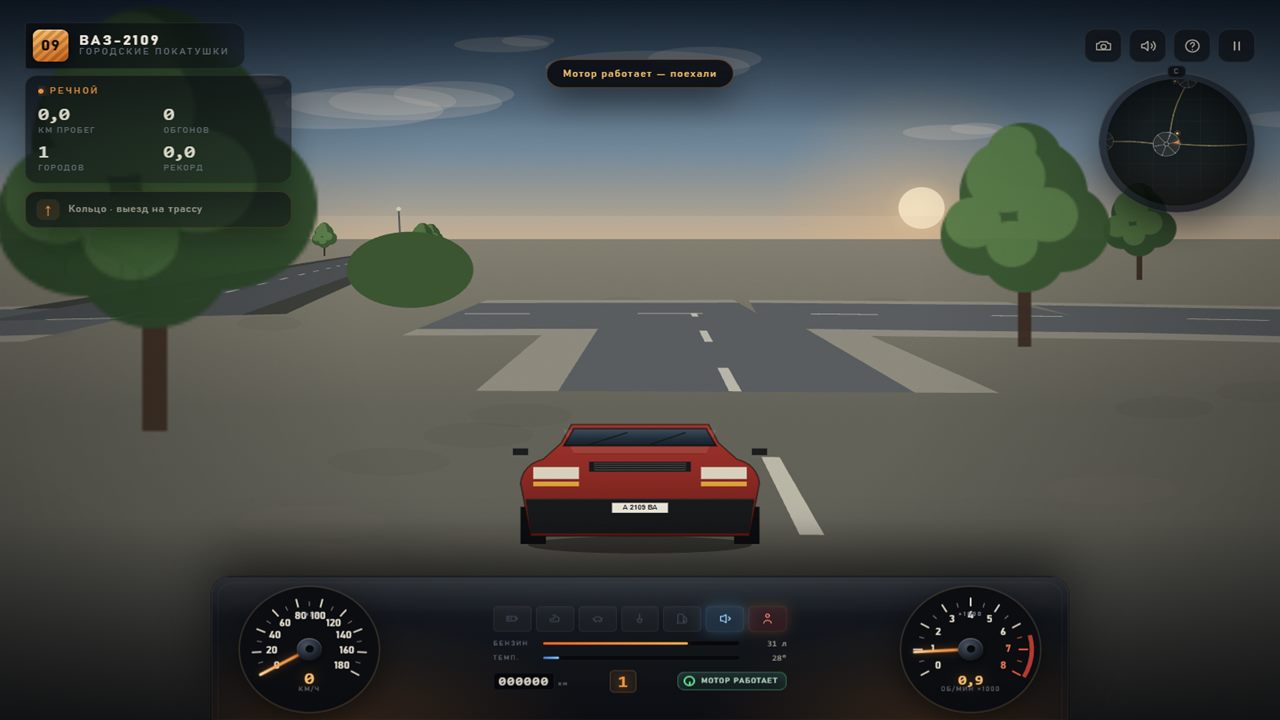 09
ВАЗ-2109
ГОРОДСКИЕ ПОКАТУШКИ
РЕЧНОЙ
0,0 0
КМ ПРОБЕГ ОБГОНОВ
1 0,0
ГОРОДОВ РЕКОРД
↑ Кольцо · выезд на трассу
Мотор работает — поехали
С
А 2109 ВА
0 20 40 60 80 100 120 140 160 180
0
КМ/Ч
БЕНЗИН 31 л
ТЕМП. 28°
000000 км 1 МОТОР РАБОТАЕТ
0 1 2 3 4 5 6 7 8
0,9
ОБ/МИН ×1000